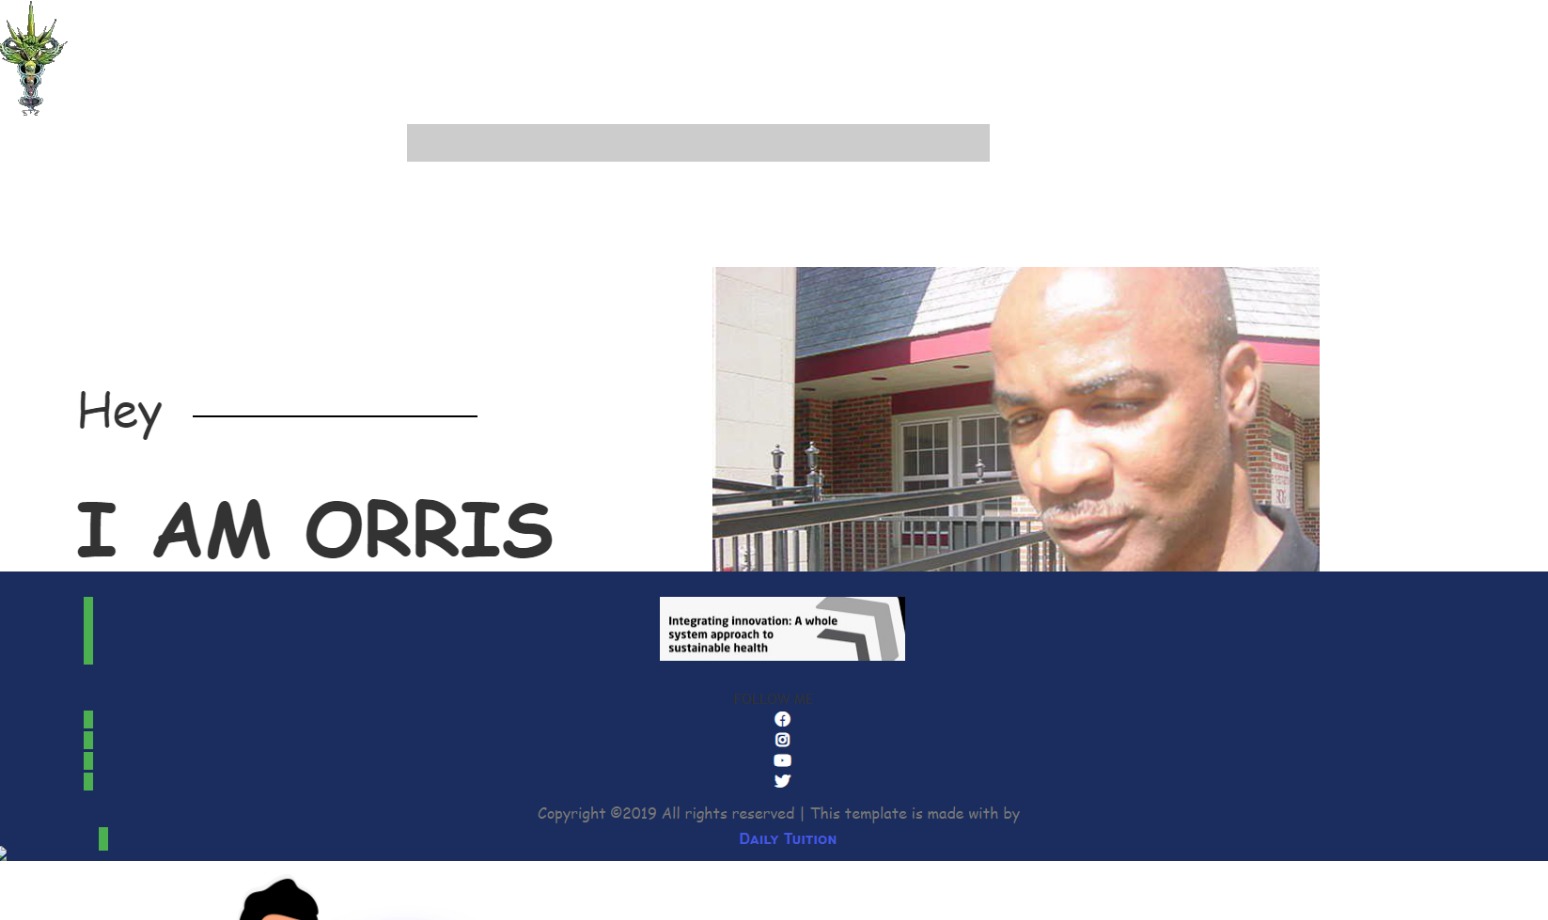 Hey
I AM ORRIS
Integrating innovation: A whole
system approach to
sustainable health
FOLLOW ME
Copyright ©2019 All rights reserved | This template is made with by
Daily Tuition